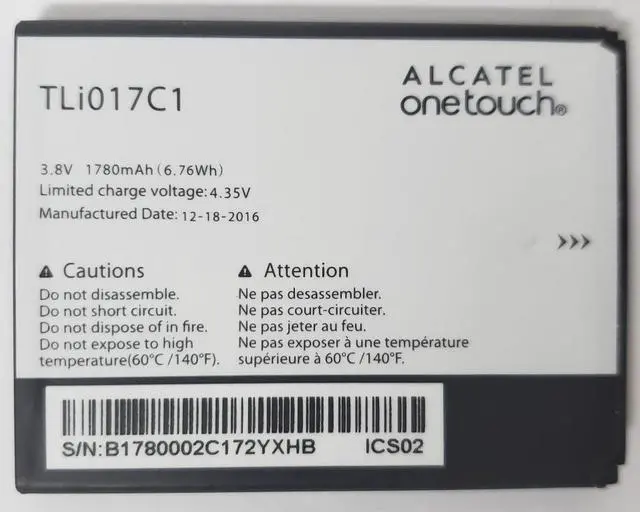 TLi017C1
ALCATEL
onetouch®
3.8V 1780mAh(6.76Wh)
Limited charge voltage:4.35V
Manufactured Date: 12-18-2016
Cautions
Do not disassemble.
Do not short circuit.
Do not dispose of in fire.
Do not expose to high
temperature(60°C /140°F).
Attention
Ne pas desassembler.
Ne pas court-circuiter.
Ne pas jeter au feu.
Ne pas exposer à une température
supérieure à 60°C /140°F.
S/N:B1780002C172YXHB ICS02